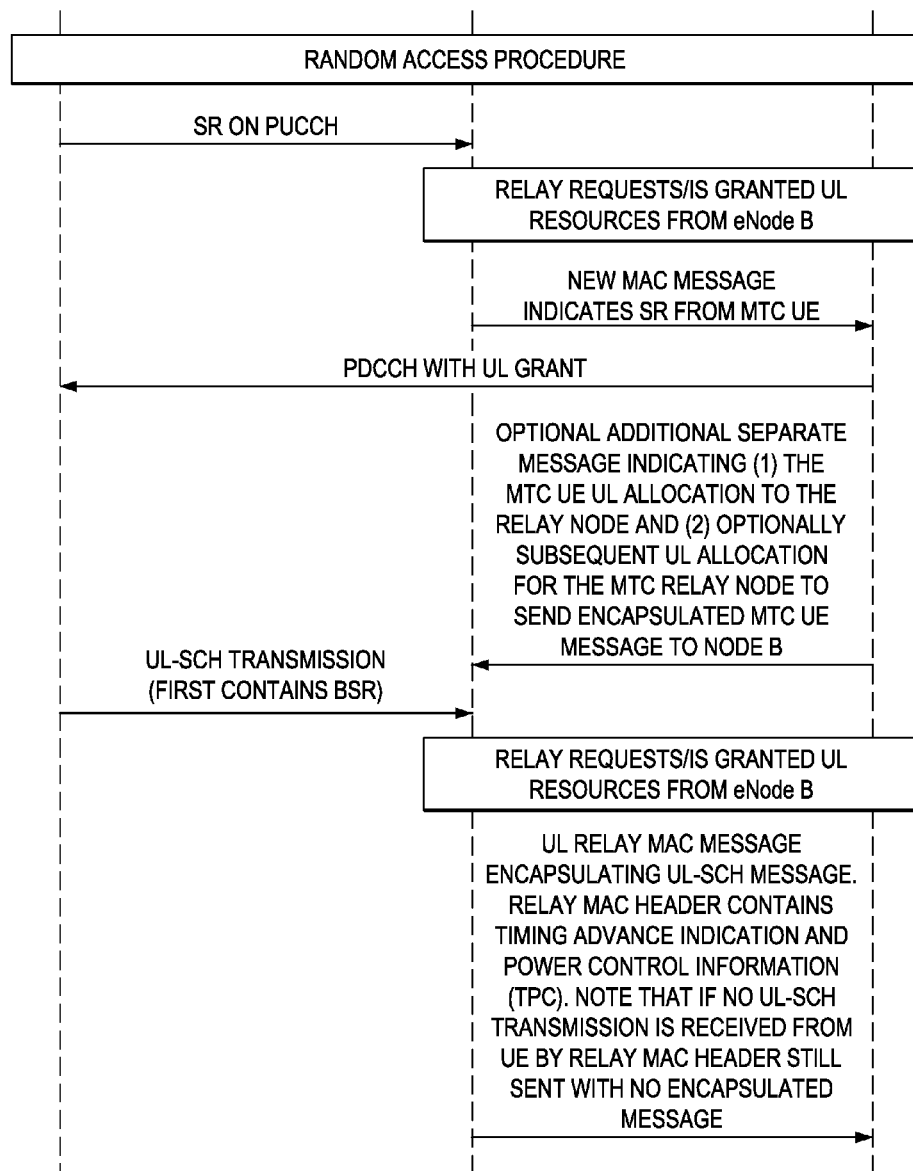 RANDOM ACCESS PROCEDURE
SR ON PUCCH
RELAY REQUESTS/IS GRANTED UL
RESOURCES FROM eNode B
NEW MAC MESSAGE
INDICATES SR FROM MTC UE
PDCCH WITH UL GRANT
OPTIONAL ADDITIONAL SEPARATE
MESSAGE INDICATING (1) THE
MTC UE UL ALLOCATION TO THE
RELAY NODE AND (2) OPTIONALLY
SUBSEQUENT UL ALLOCATION
FOR THE MTC RELAY NODE TO
SEND ENCAPSULATED MTC UE
MESSAGE TO NODE B
UL-SCH TRANSMISSION
(FIRST CONTAINS BSR)
RELAY REQUESTS/IS GRANTED UL
RESOURCES FROM eNode B
UL RELAY MAC MESSAGE
ENCAPSULATING UL-SCH MESSAGE.
RELAY MAC HEADER CONTAINS
TIMING ADVANCE INDICATION AND
POWER CONTROL INFORMATION
(TPC). NOTE THAT IF NO UL-SCH
TRANSMISSION IS RECEIVED FROM
UE BY RELAY MAC HEADER STILL
SENT WITH NO ENCAPSULATED
MESSAGE